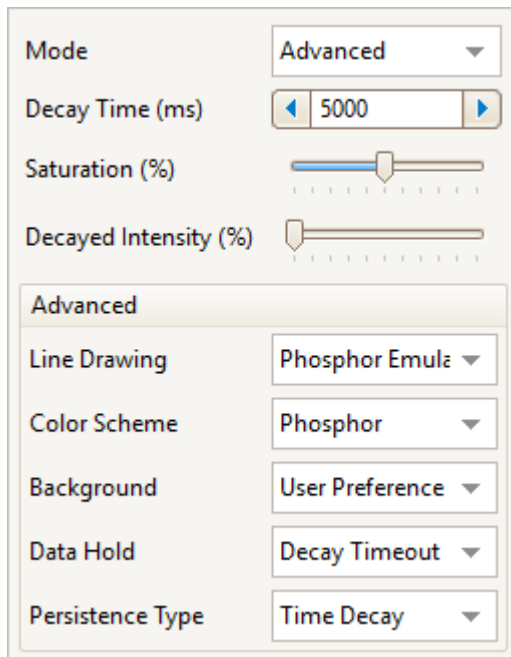 Mode Advanced
Decay Time (ms) 5000
Saturation (%)
Decayed Intensity (%)
Advanced
Line Drawing Phosphor Emula
Color Scheme Phosphor
Background User Preference
Data Hold Decay Timeout
Persistence Type Time Decay